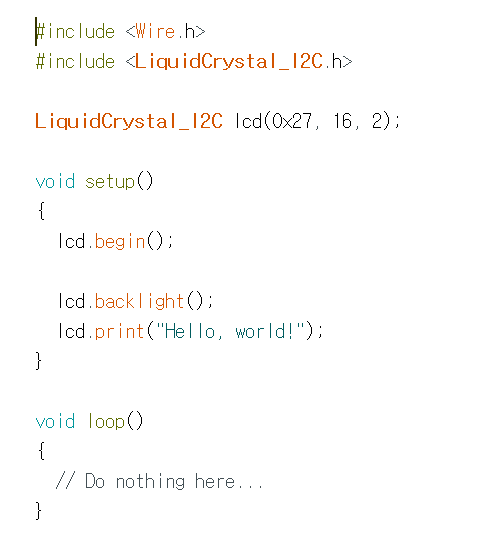 #include <Wire.h>
#include <LiquidCrystal_I2C.h>
LiquidCrystal_I2C lcd(0x27, 16, 2);
void setup()
{
lcd.begin();
lcd.backlight();
lcd.print("Hello, world!");
}
void loop()
{
// Do nothing here...
}